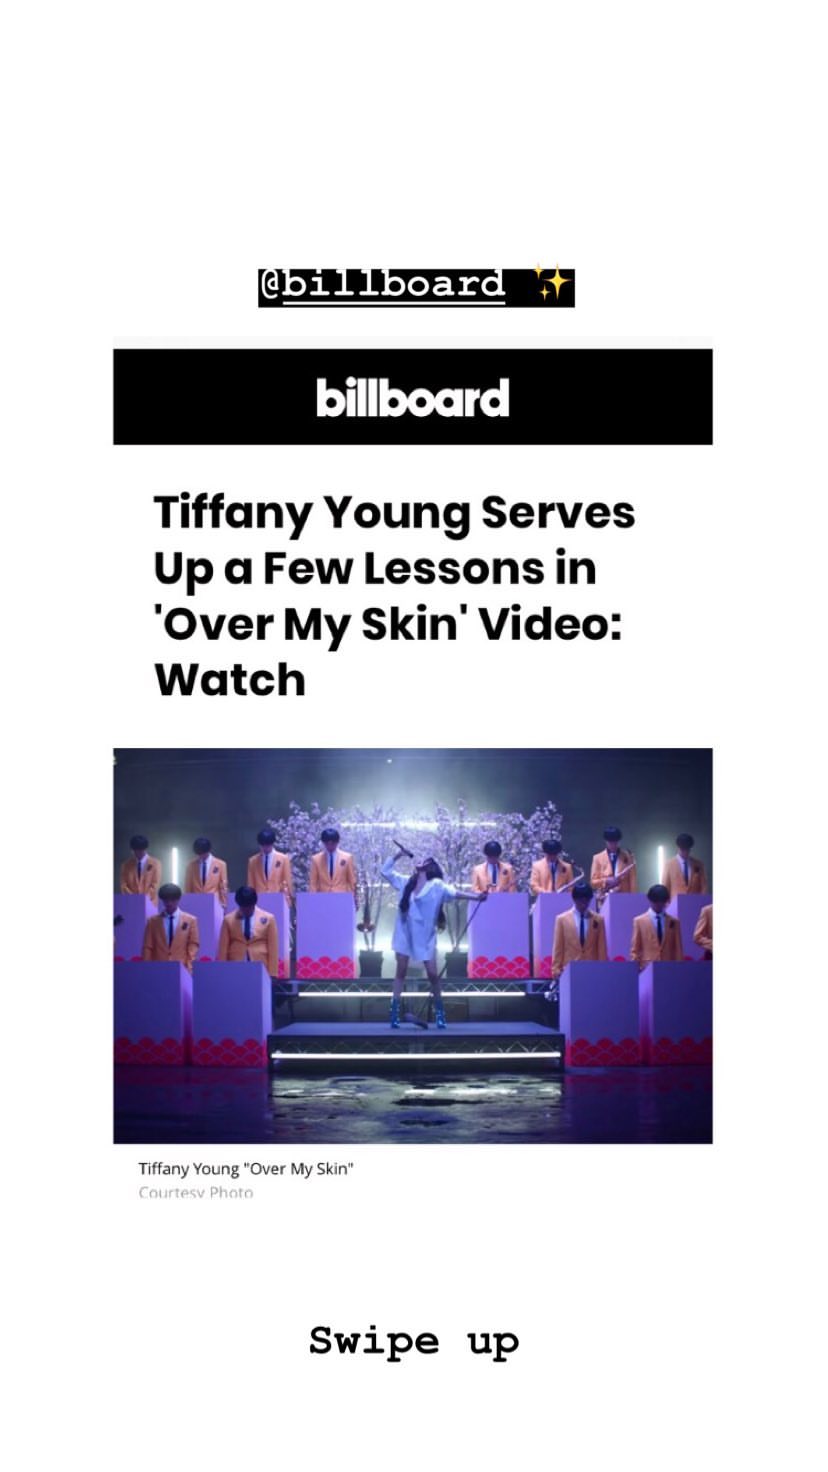 @billboard ✨
billboard
Tiffany Young Serves
Up a Few Lessons in
'Over My Skin' Video:
Watch
Tiffany Young "Over My Skin"
Courtesy Photo
Swipe up